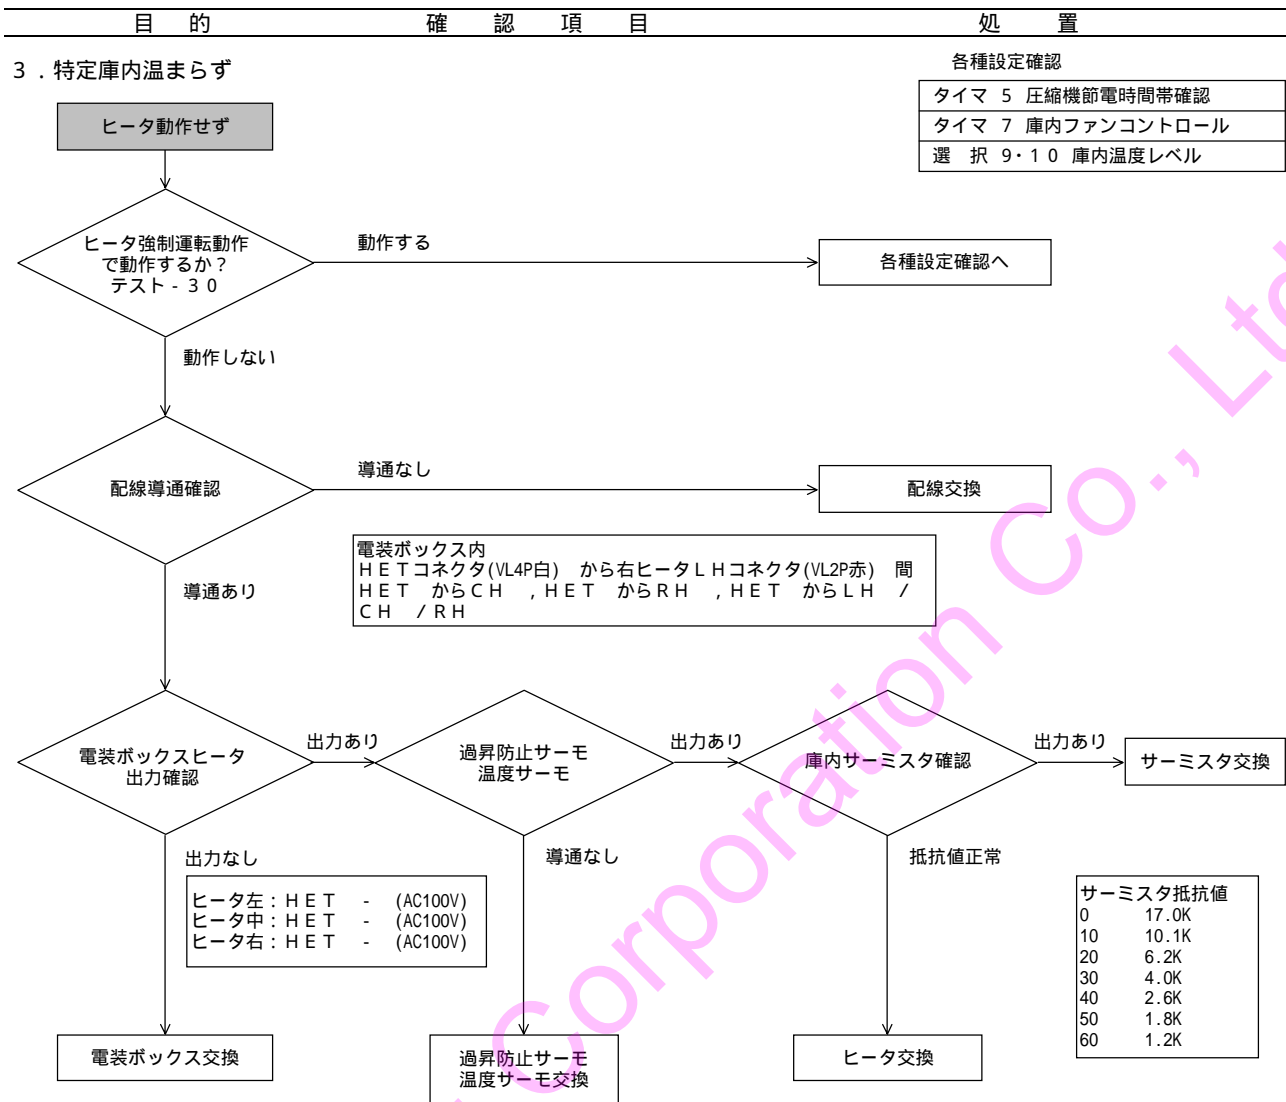 目 的 確 認 項 目 処 置
3．特定庫内温まらず
各種設定確認
タイマ 5 圧縮機節電時間帯確認
タイマ 7 庫内ファンコントロール
選 択 9・10 庫内温度レベル
ヒータ動作せず
ヒータ強制運転動作
で動作するか？
テスト - 30
動作する
各種設定確認へ
動作しない
配線導通確認
導通なし
配線交換
電装ボックス内
HETコネクタ(VL4P白) から右ヒータLHコネクタ(VL2P赤) 間
HET からCH ，HET からRH ，HET からLH /
CH /RH
導通あり
電装ボックスヒータ
出力確認
出力あり
過昇防止サーモ
温度サーモ
出力あり
庫内サーミスタ確認
出力あり
サーミスタ交換
出力なし
ヒータ左：HET - (AC100V)
ヒータ中：HET - (AC100V)
ヒータ右：HET - (AC100V)
導通なし
抵抗値正常
サーミスタ抵抗値
0 17.0K
10 10.1K
20 6.2K
30 4.0K
40 2.6K
50 1.8K
60 1.2K
電装ボックス交換
過昇防止サーモ
温度サーモ交換
ヒータ交換
Corporation Co., Ltd